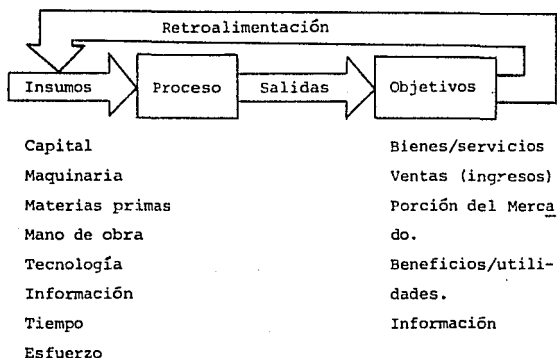 Retroalimentación
Insumos Proceso Salidas Objetivos
Capital
Maquinaria
Materias primas
Mano de obra
Tecnología
Información
Tiempo
Esfuerzo
Bienes/servicios
Ventas (ingresos)
Porción del Merca
do.
Beneficios/utili-
dades.
Información